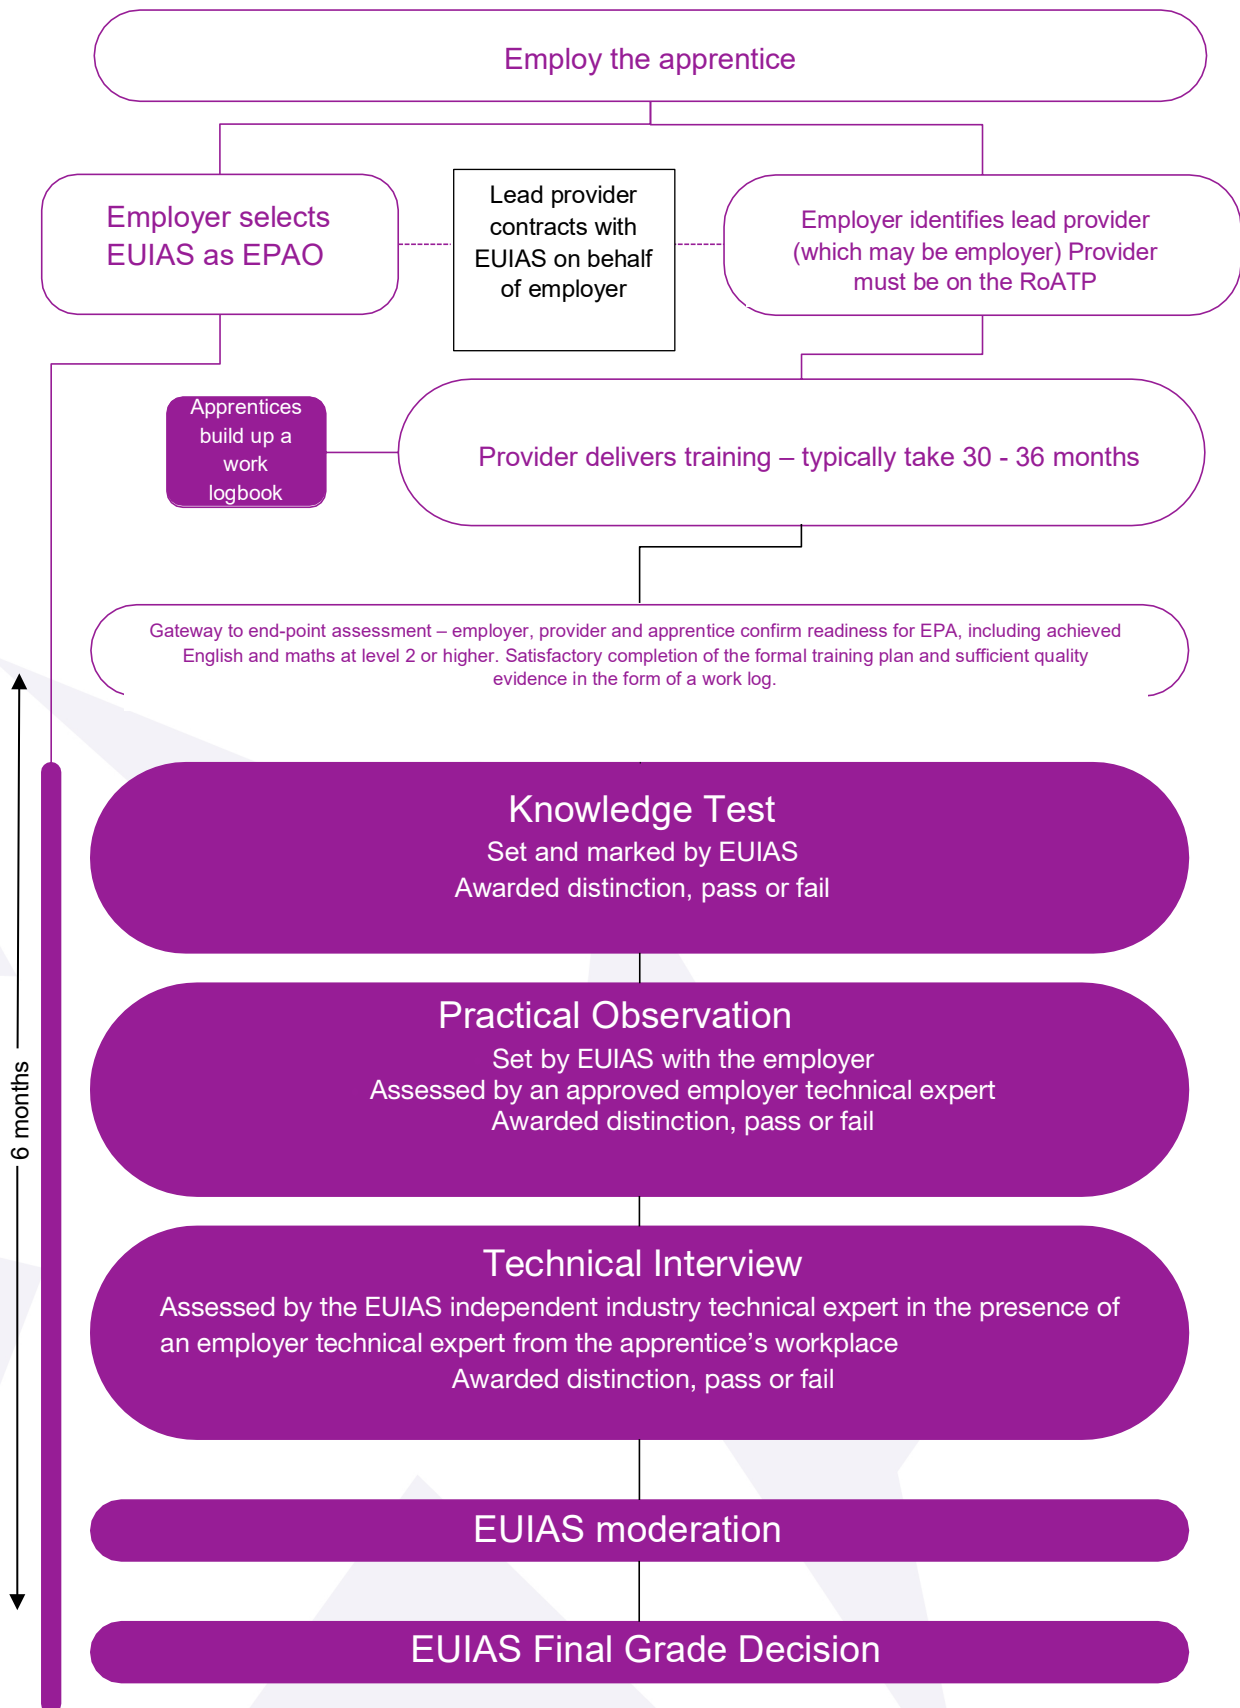 Employ the apprentice
Employer selects
EUIAS as EPAO
Lead provider
contracts with
EUIAS on behalf
of employer
Employer identifies lead provider
(which may be employer) Provider
must be on the RoATP
Apprentices
build up a
work
logbook
Provider delivers training – typically take 30 - 36 months
Gateway to end-point assessment – employer, provider and apprentice confirm readiness for EPA, including achieved
English and maths at level 2 or higher. Satisfactory completion of the formal training plan and sufficient quality
evidence in the form of a work log.
6 months
Knowledge Test
Set and marked by EUIAS
Awarded distinction, pass or fail
Practical Observation
Set by EUIAS with the employer
Assessed by an approved employer technical expert
Awarded distinction, pass or fail
Technical Interview
Assessed by the EUIAS independent industry technical expert in the presence of
an employer technical expert from the apprentice’s workplace
Awarded distinction, pass or fail
EUIAS moderation
EUIAS Final Grade Decision